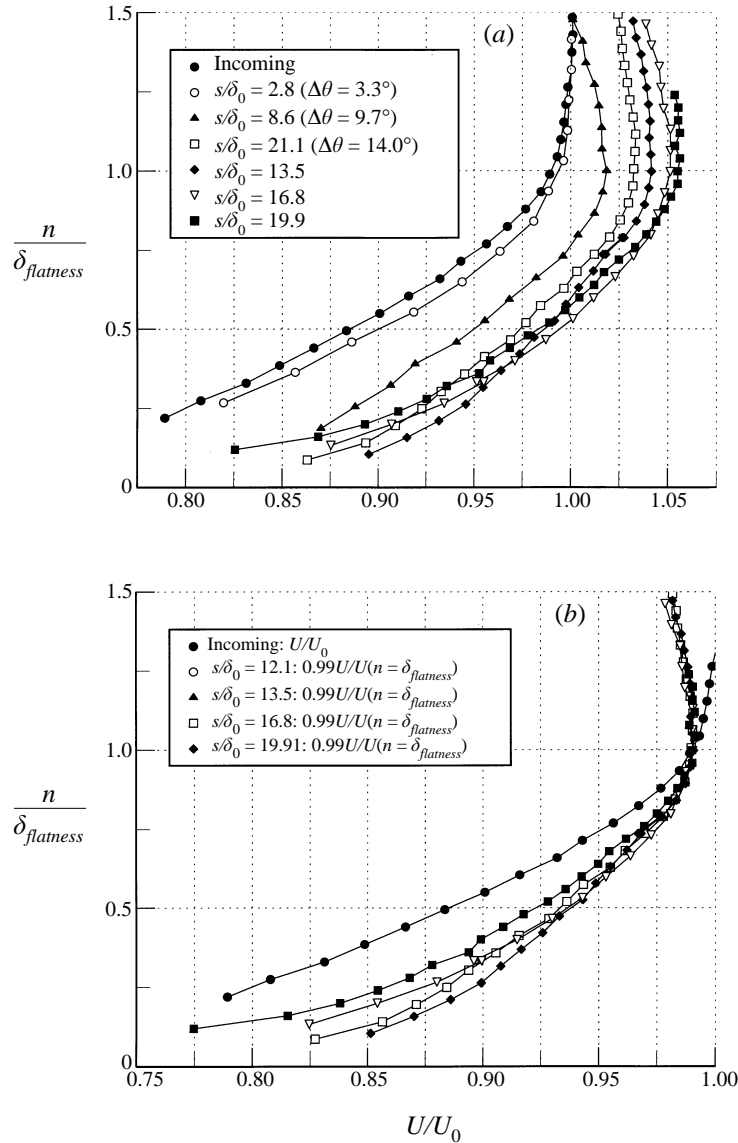 1.5
(a)
Incoming
s/δ0 = 2.8 (Δθ = 3.3°)
s/δ0 = 8.6 (Δθ = 9.7°)
s/δ0 = 21.1 (Δθ = 14.0°)
s/δ0 = 13.5
s/δ0 = 16.8
s/δ0 = 19.9
1.0
n
δflatness
0.5
0
0.80 0.85 0.90 0.95 1.00 1.05
1.5
(b)
Incoming: U/U0
s/δ0 = 12.1: 0.99U/U(n = δflatness)
s/δ0 = 13.5: 0.99U/U(n = δflatness)
s/δ0 = 16.8: 0.99U/U(n = δflatness)
s/δ0 = 19.91: 0.99U/U(n = δflatness)
1.0
n
δflatness
0.5
0
0.75 0.80 0.85 0.90 0.95 1.00
U/U0